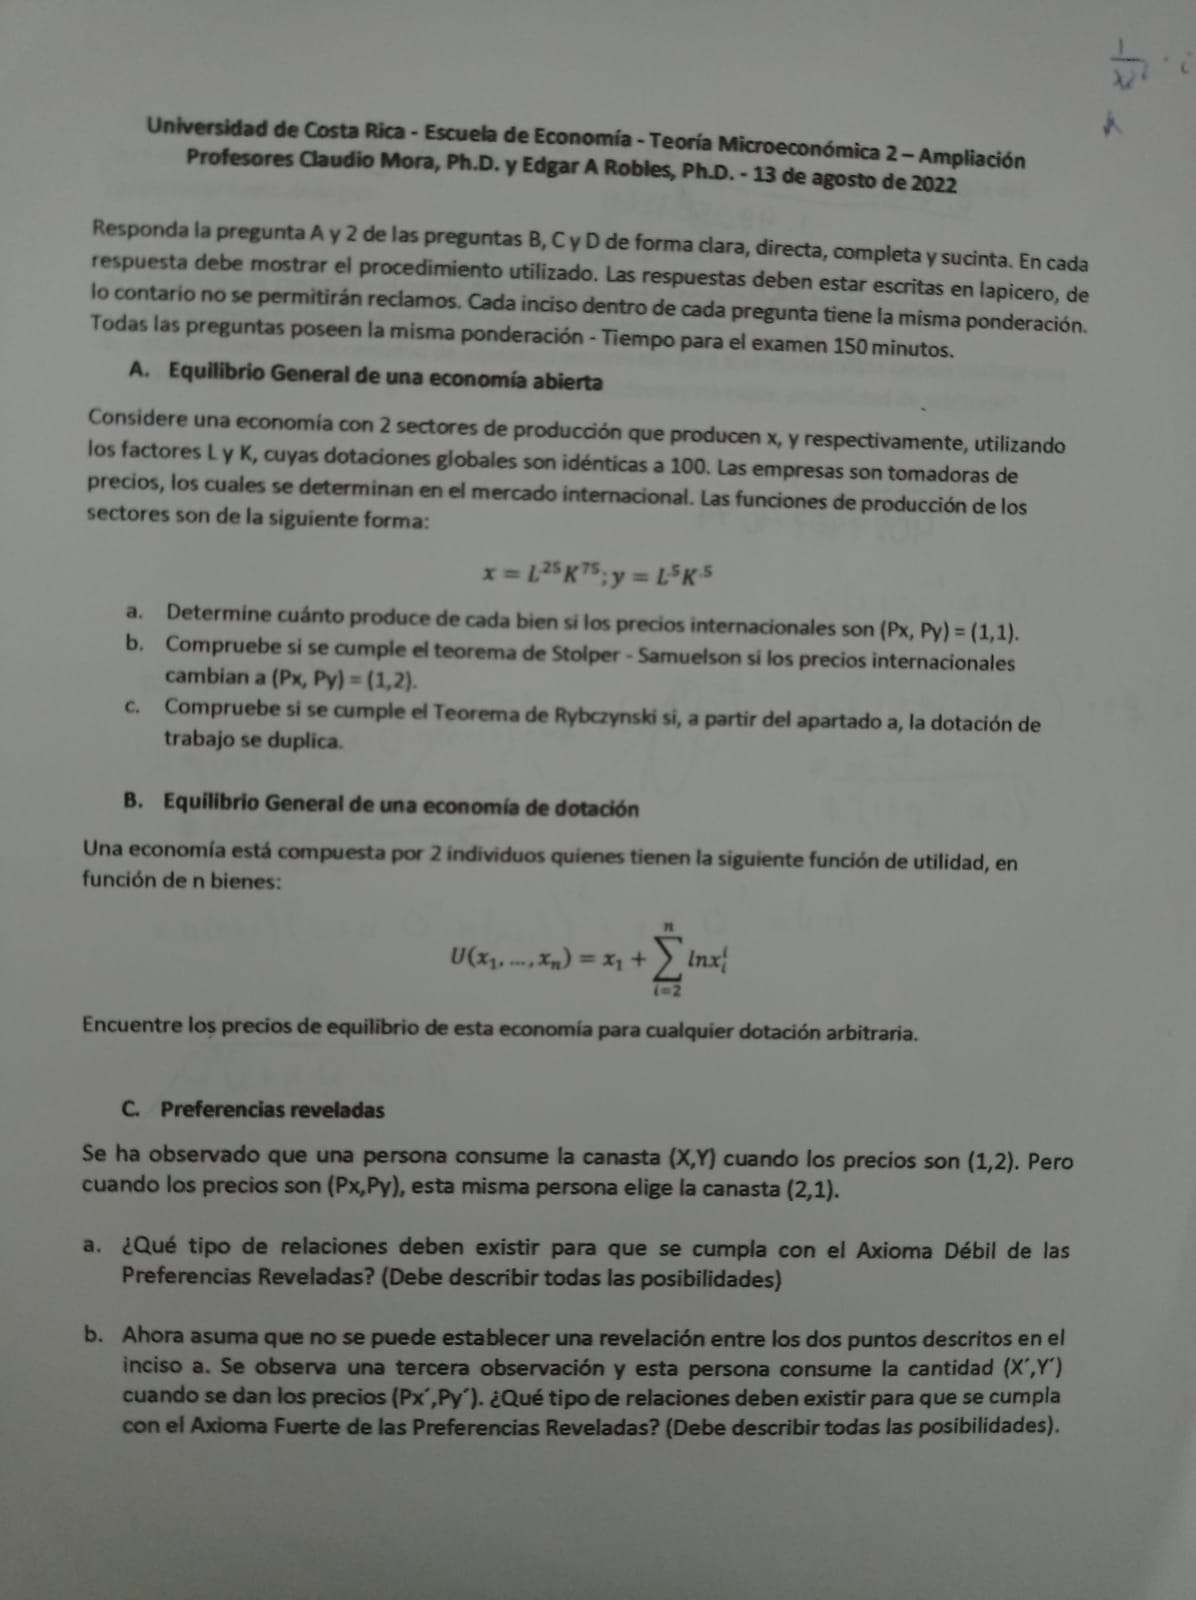 Universidad de Costa Rica - Escuela de Economía - Teoría Microeconómica 2 – Ampliación
Profesores Claudio Mora, Ph.D. y Edgar A Robles, Ph.D. - 13 de agosto de 2022
Responda la pregunta A y 2 de las preguntas B, C y D de forma clara, directa, completa y sucinta. En cada
respuesta debe mostrar el procedimiento utilizado. Las respuestas deben estar escritas en lapicero, de
lo contario no se permitirán reclamos. Cada inciso dentro de cada pregunta tiene la misma ponderación.
Todas las preguntas poseen la misma ponderación - Tiempo para el examen 150 minutos.
A. Equilibrio General de una economía abierta
Considere una economía con 2 sectores de producción que producen x, y respectivamente, utilizando
los factores L y K, cuyas dotaciones globales son idénticas a 100. Las empresas son tomadoras de
precios, los cuales se determinan en el mercado internacional. Las funciones de producción de los
sectores son de la siguiente forma:
x = L^.25 K^.75; y = L^.5 K^.5
a. Determine cuánto produce de cada bien si los precios internacionales son (Px, Py) = (1,1).
b. Compruebe si se cumple el teorema de Stolper - Samuelson si los precios internacionales
cambian a (Px, Py) = (1,2).
c. Compruebe si se cumple el Teorema de Rybczynski si, a partir del apartado a, la dotación de
trabajo se duplica.
B. Equilibrio General de una economía de dotación
Una economía está compuesta por 2 individuos quienes tienen la siguiente función de utilidad, en
función de n bienes:
U(x₁, ..., xₙ) = x₁ + ∑_{i=2}^{n} lnx_i^i
Encuentre los precios de equilibrio de esta economía para cualquier dotación arbitraria.
C. Preferencias reveladas
Se ha observado que una persona consume la canasta (X,Y) cuando los precios son (1,2). Pero
cuando los precios son (Px,Py), esta misma persona elige la canasta (2,1).
a. ¿Qué tipo de relaciones deben existir para que se cumpla con el Axioma Débil de las
Preferencias Reveladas? (Debe describir todas las posibilidades)
b. Ahora asuma que no se puede establecer una revelación entre los dos puntos descritos en el
inciso a. Se observa una tercera observación y esta persona consume la cantidad (X´,Y´)
cuando se dan los precios (Px´,Py´). ¿Qué tipo de relaciones deben existir para que se cumpla
con el Axioma Fuerte de las Preferencias Reveladas? (Debe describir todas las posibilidades).